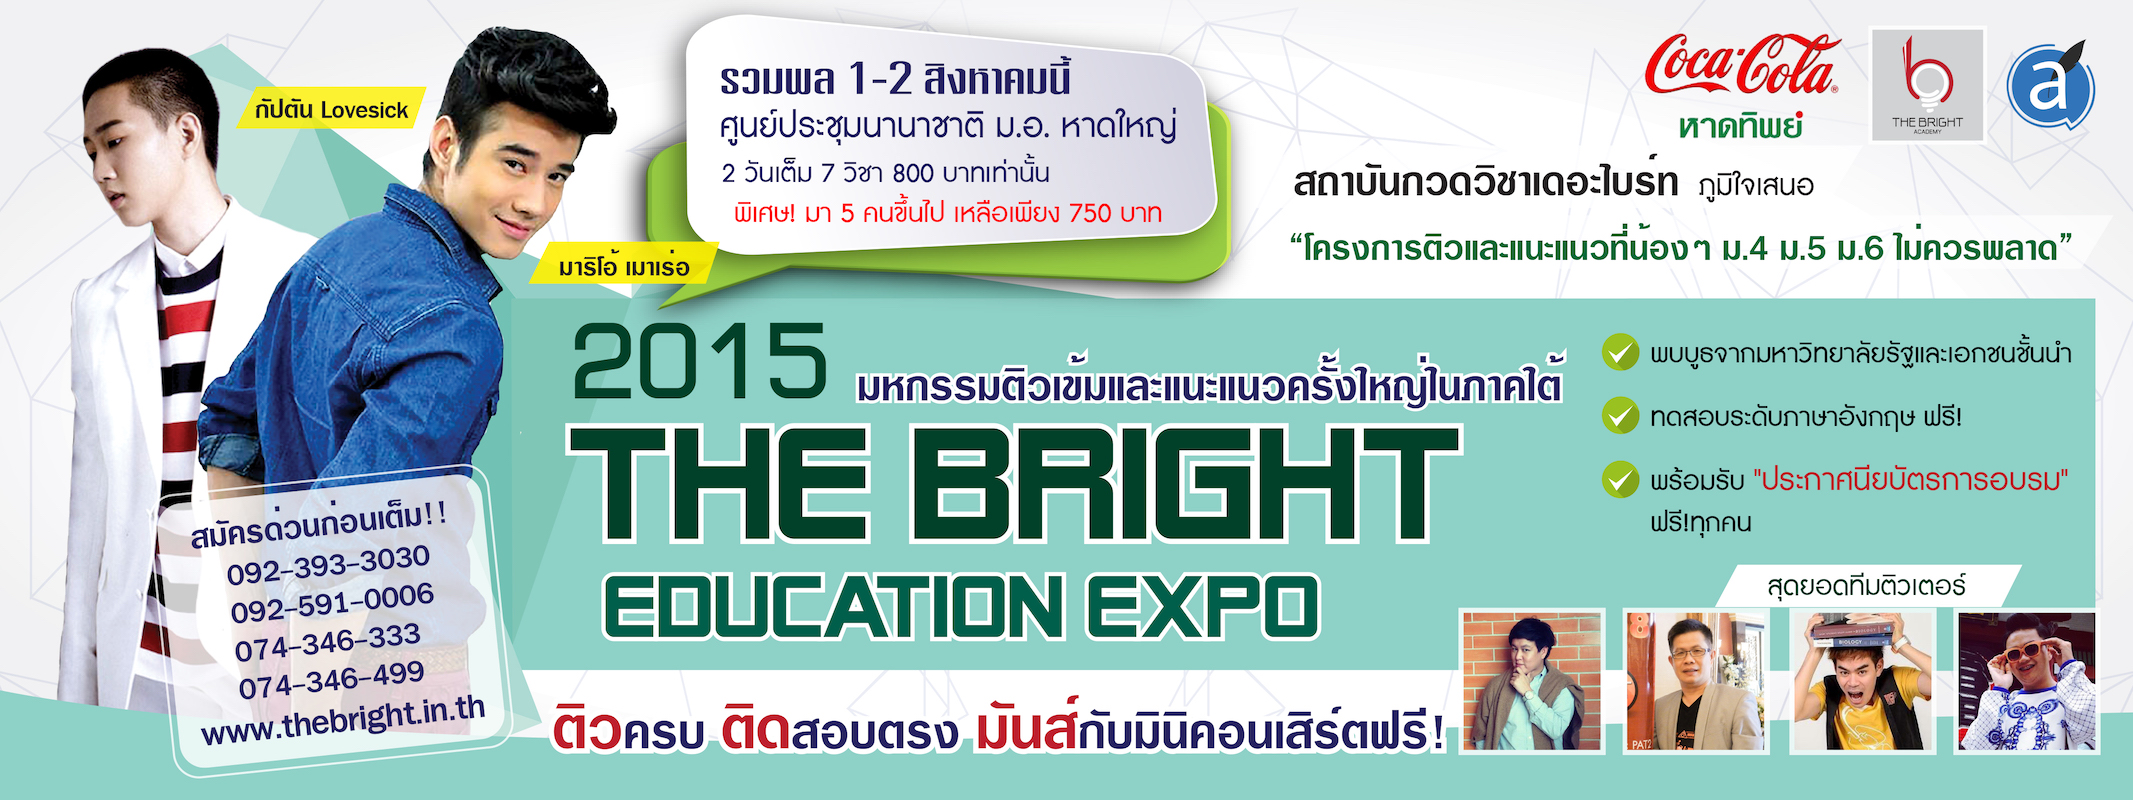 กัปตัน Lovesick
มาริโอ้ เมาเร่อ
รวมพล 1-2 สิงหาคมนี้
ศูนย์ประชุมนานาชาติ ม.อ. หาดใหญ่
2 วันเต็ม 7 วิชา 800 บาทเท่านั้น
พิเศษ! มา 5 คนขึ้นไป เหลือเพียง 750 บาท
Coca-Cola
หาดทิพย์
THE BRIGHT
ACADEMY
a
สถาบันกวดวิชาเดอะไบร์ท ภูมิใจเสนอ
“โครงการติวและแนะแนวที่น้องๆ ม.4 ม.5 ม.6 ไม่ควรพลาด”
2015 มหกรรมติวเข้มและแนะแนวครั้งใหญ่ในภาคใต้
THE BRIGHT
EDUCATION EXPO
พบบูธจากมหาวิทยาลัยรัฐและเอกชนชั้นนำ
ทดสอบระดับภาษาอังกฤษ ฟรี!
พร้อมรับ "ประกาศนียบัตรการอบรม"
ฟรี!ทุกคน
สมัครด่วนก่อนเต็ม!!
092-393-3030
092-591-0006
074-346-333
074-346-499
www.thebright.in.th
สุดยอดทีมติวเตอร์
BIOLOGY
PAT2
ติวครบ ติดสอบตรง มันส์กับมินิคอนเสิร์ตฟรี!